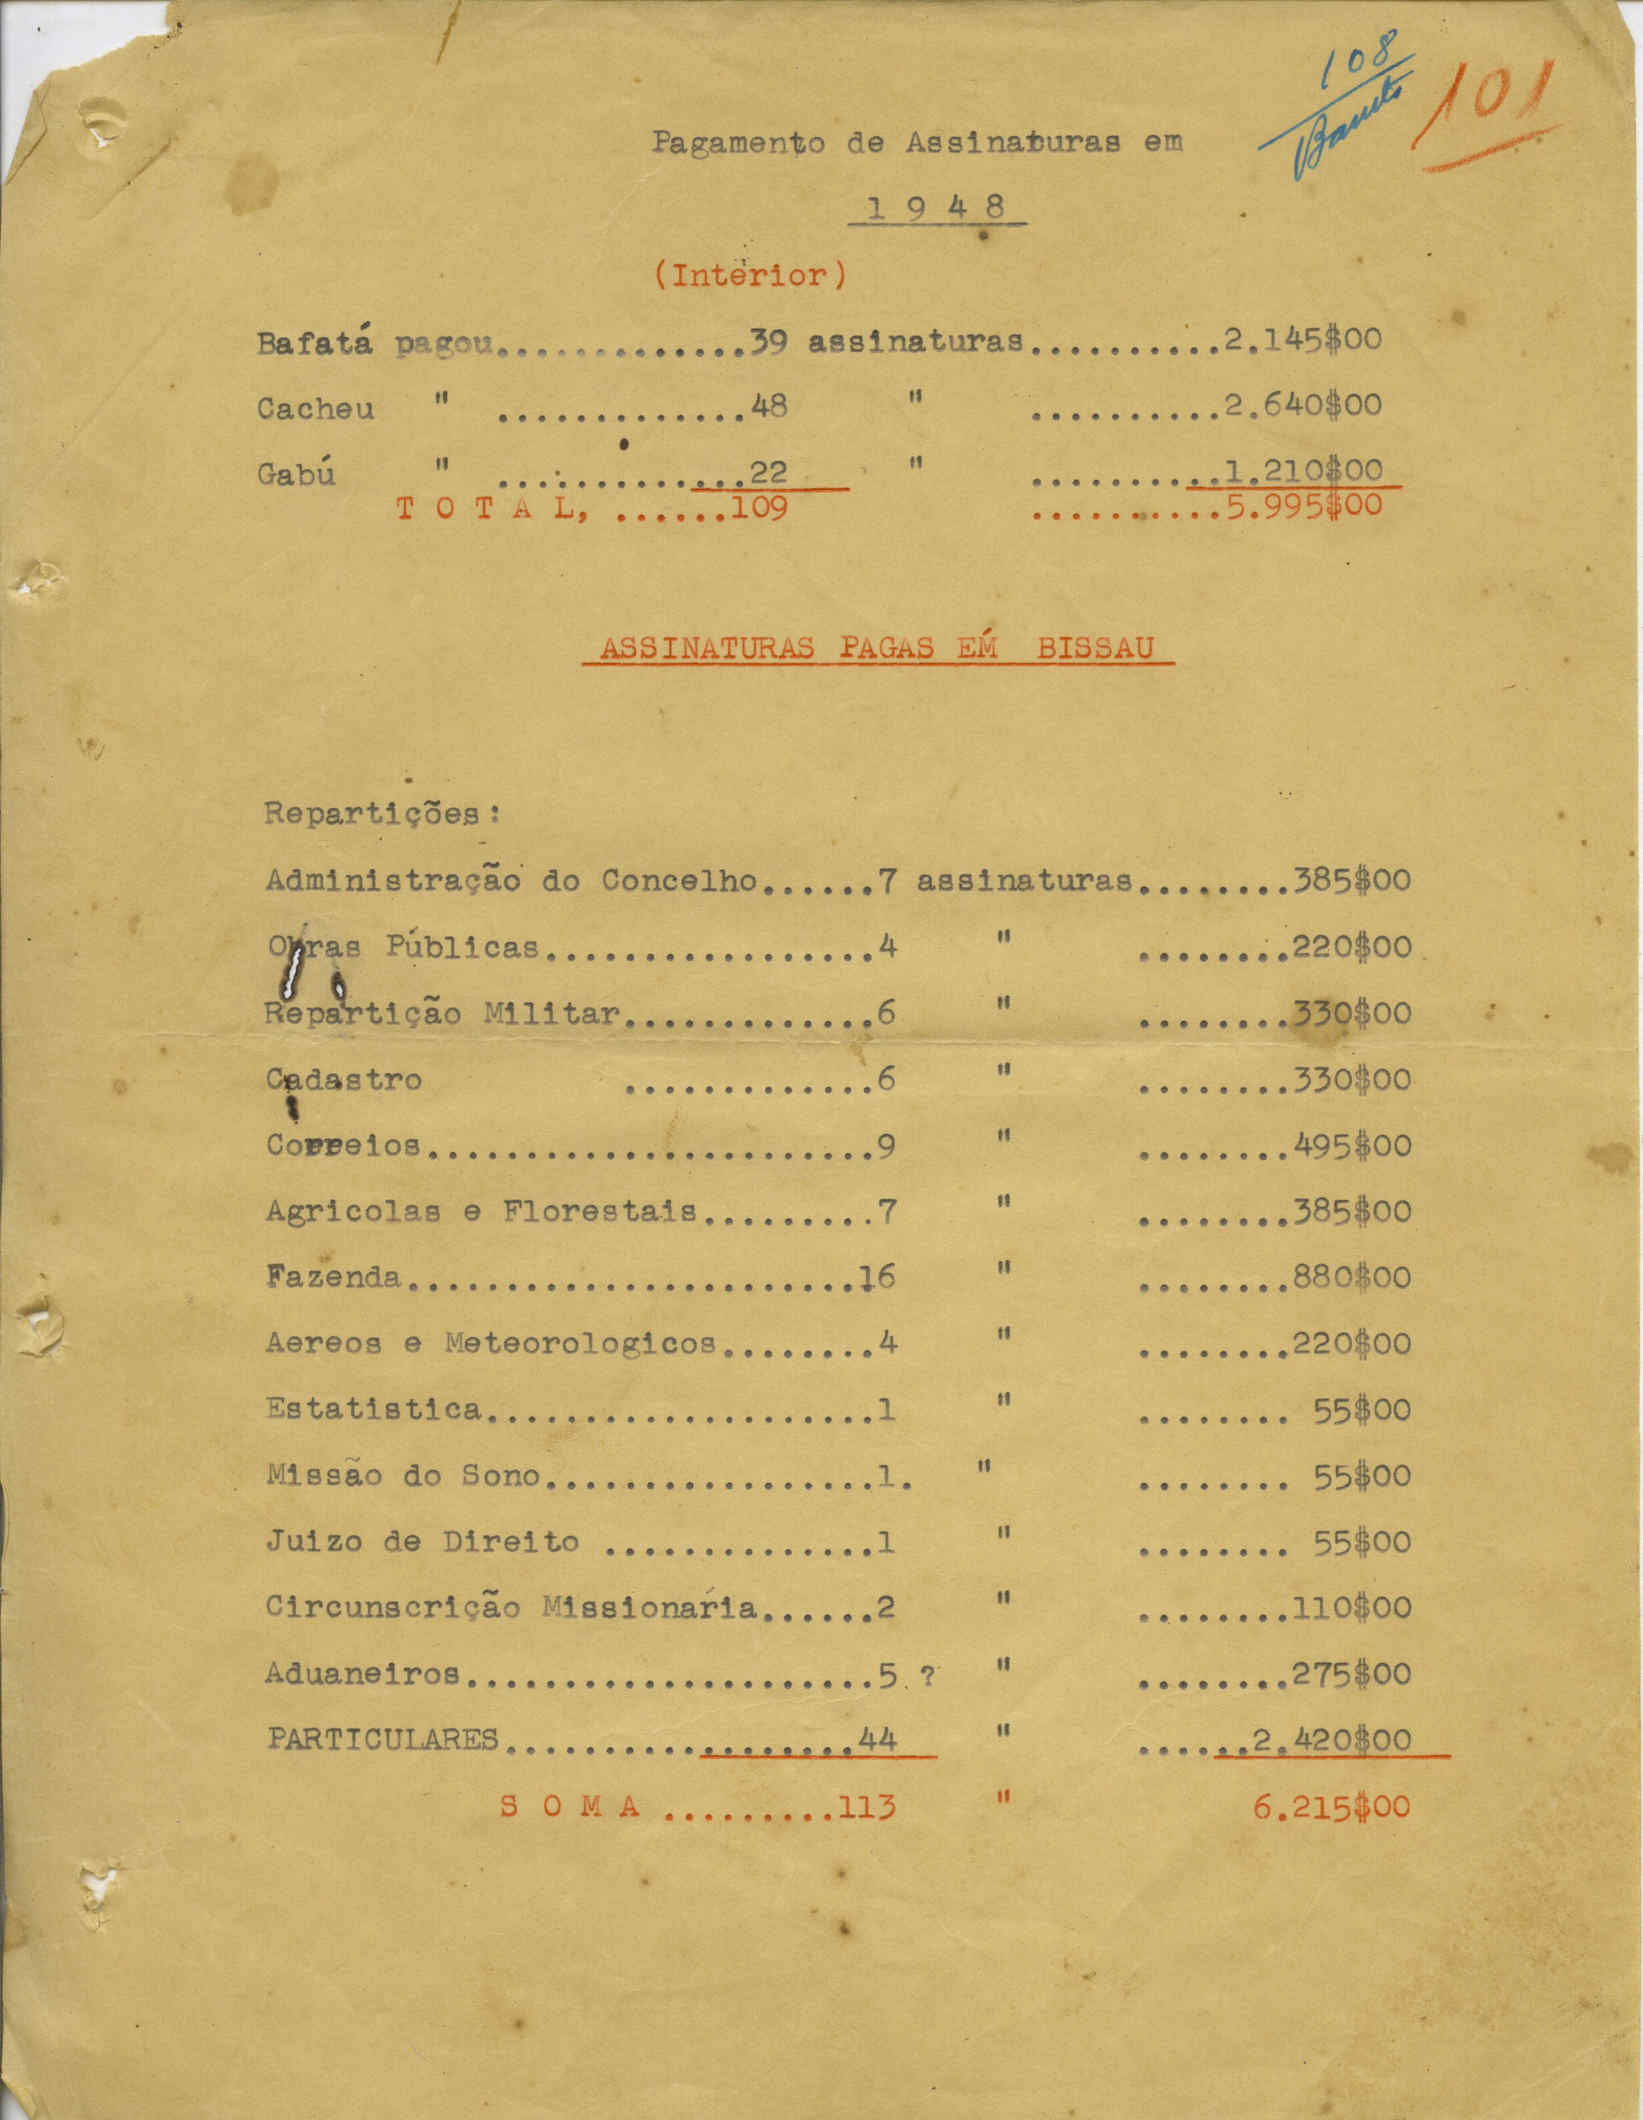 108
101
Pagamento de Assinaturas em
1 9 4 8
(Interior)
Bafatá pagou.............39 assinaturas..........2.145$00
Cacheu " .............48 " ..........2.640$00
Gabú " .............22 " ..........1.210$00
T O T A L, ......109 ..........5.995$00
ASSINATURAS PAGAS EM BISSAU
Repartições:
Administração do Concelho......7 assinaturas........385$00
Obras Públicas.................4 " ........220$00
Repartição Militar.............6 " ........330$00
Cadastro .............6 " ........330$00
Correios.......................9 " ........495$00
Agricolas e Florestais.........7 " ........385$00
Fazenda.......................16 " ........880$00
Aereos e Meteorologicos........4 " ........220$00
Estatistica....................1 " ........ 55$00
Missão do Sono.................1. " ........ 55$00
Juizo de Direito ..............1 " ........ 55$00
Circunscrição Missionaría......2 " ........110$00
Aduaneiros.....................5 ? " ........275$00
PARTICULARES..................44 " ......2.420$00
S O M A .........113 " 6.215$00